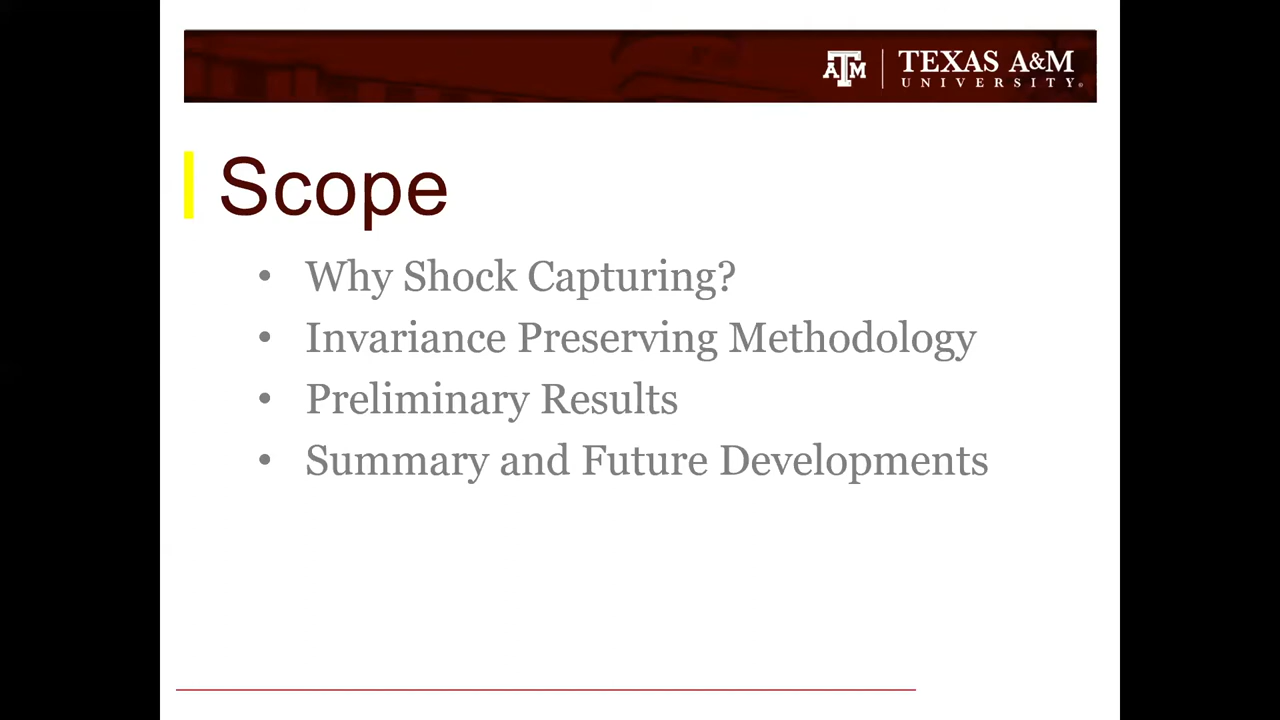 TEXAS A&M
UNIVERSITY®
Scope
• Why Shock Capturing?
• Invariance Preserving Methodology
• Preliminary Results
• Summary and Future Developments